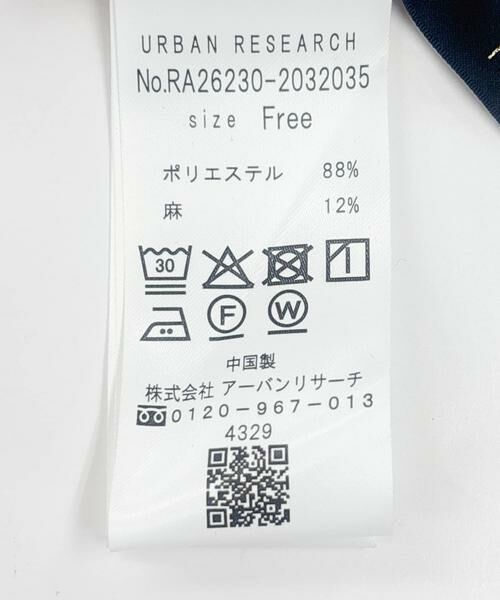 URBAN RESEARCH
No.RA26230-2032035
size Free
ポリエステル 88%
麻 12%
30
F W
中国製
株式会社 アーバンリサーチ
0120-967-013
4329